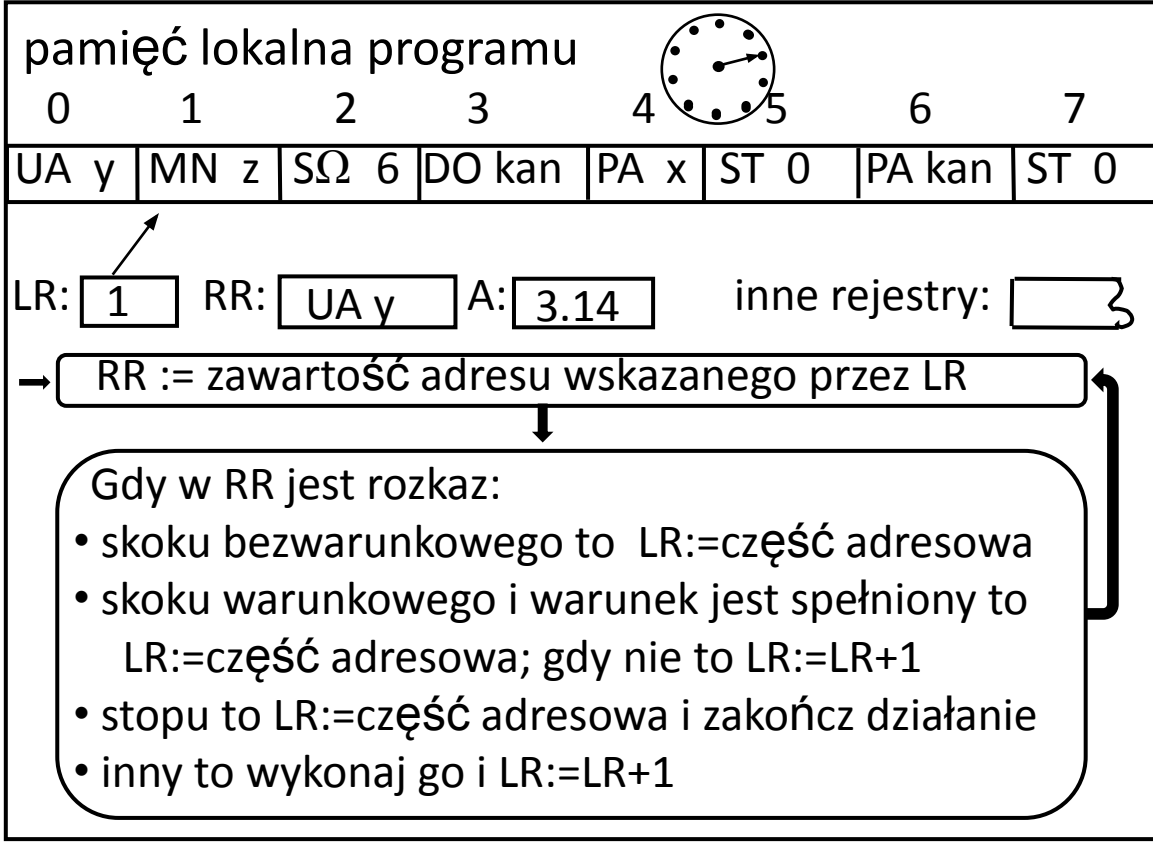 pamięć lokalna programu
0 1 2 3 4 5 6 7
UA y MN z SΩ 6 DO kan PA x ST 0 PA kan ST 0
LR: 1 RR: UA y A: 3.14 inne rejestry:
RR := zawartość adresu wskazanego przez LR
Gdy w RR jest rozkaz:
• skoku bezwarunkowego to LR:=część adresowa
• skoku warunkowego i warunek jest spełniony to
LR:=część adresowa; gdy nie to LR:=LR+1
• stopu to LR:=część adresowa i zakończ działanie
• inny to wykonaj go i LR:=LR+1